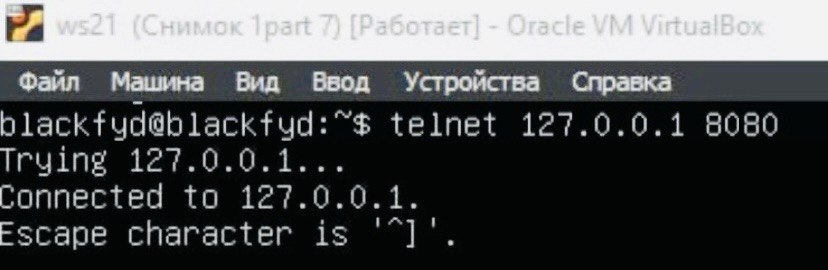 ws21 (Снимок 1part 7) [Работает] - Oracle VM VirtualBox
Файл Машина Вид Ввод Устройства Справка
blackfyd@blackfyd:~$ telnet 127.0.0.1 8080
Trying 127.0.0.1...
Connected to 127.0.0.1.
Escape character is '^]'.